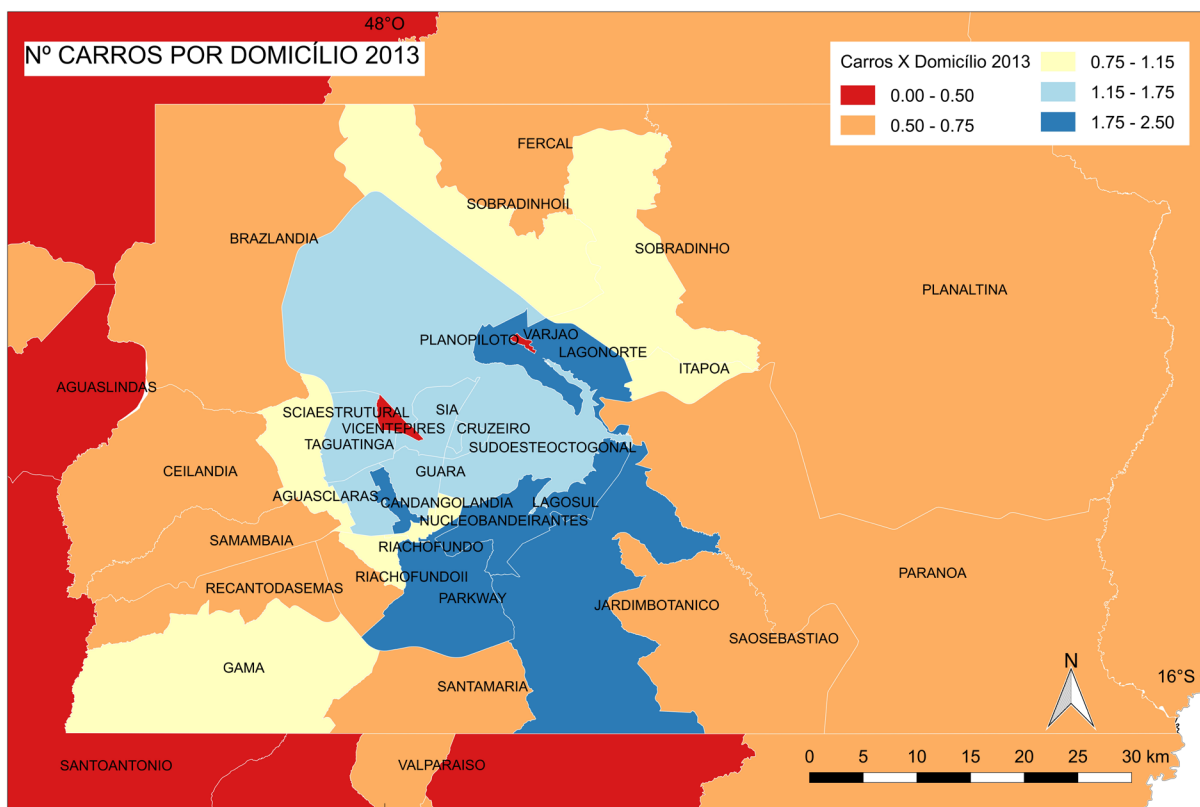 48°O
Nº CARROS POR DOMICÍLIO 2013
Carros X Domicílio 2013
0.00 - 0.50
0.50 - 0.75
0.75 - 1.15
1.15 - 1.75
1.75 - 2.50
FERCAL
SOBRADINHOII
BRAZLANDIA
SOBRADINHO
PLANALTINA
PLANOPILOTO
VARJAO
LAGONORTE
ITAPOA
AGUASLINDAS
SCIAESTRUTURAL
SIA
VICENTEPIRES
CRUZEIRO
TAGUATINGA
SUDOESTEOCTOGONAL
CEILANDIA
GUARA
AGUASCLARAS
CANDANGOLANDIA
LAGOSUL
NUCLEOBANDEIRANTES
SAMAMBAIA
RIACHOFUNDO
PARANOA
RIACHOFUNDOII
RECANTODASEMAS
PARKWAY
JARDIMBOTANICO
SAOSEBASTIAO
GAMA
N
16°S
SANTAMARIA
SANTOANTONIO
VALPARAISO
0 5 10 15 20 25 30 km